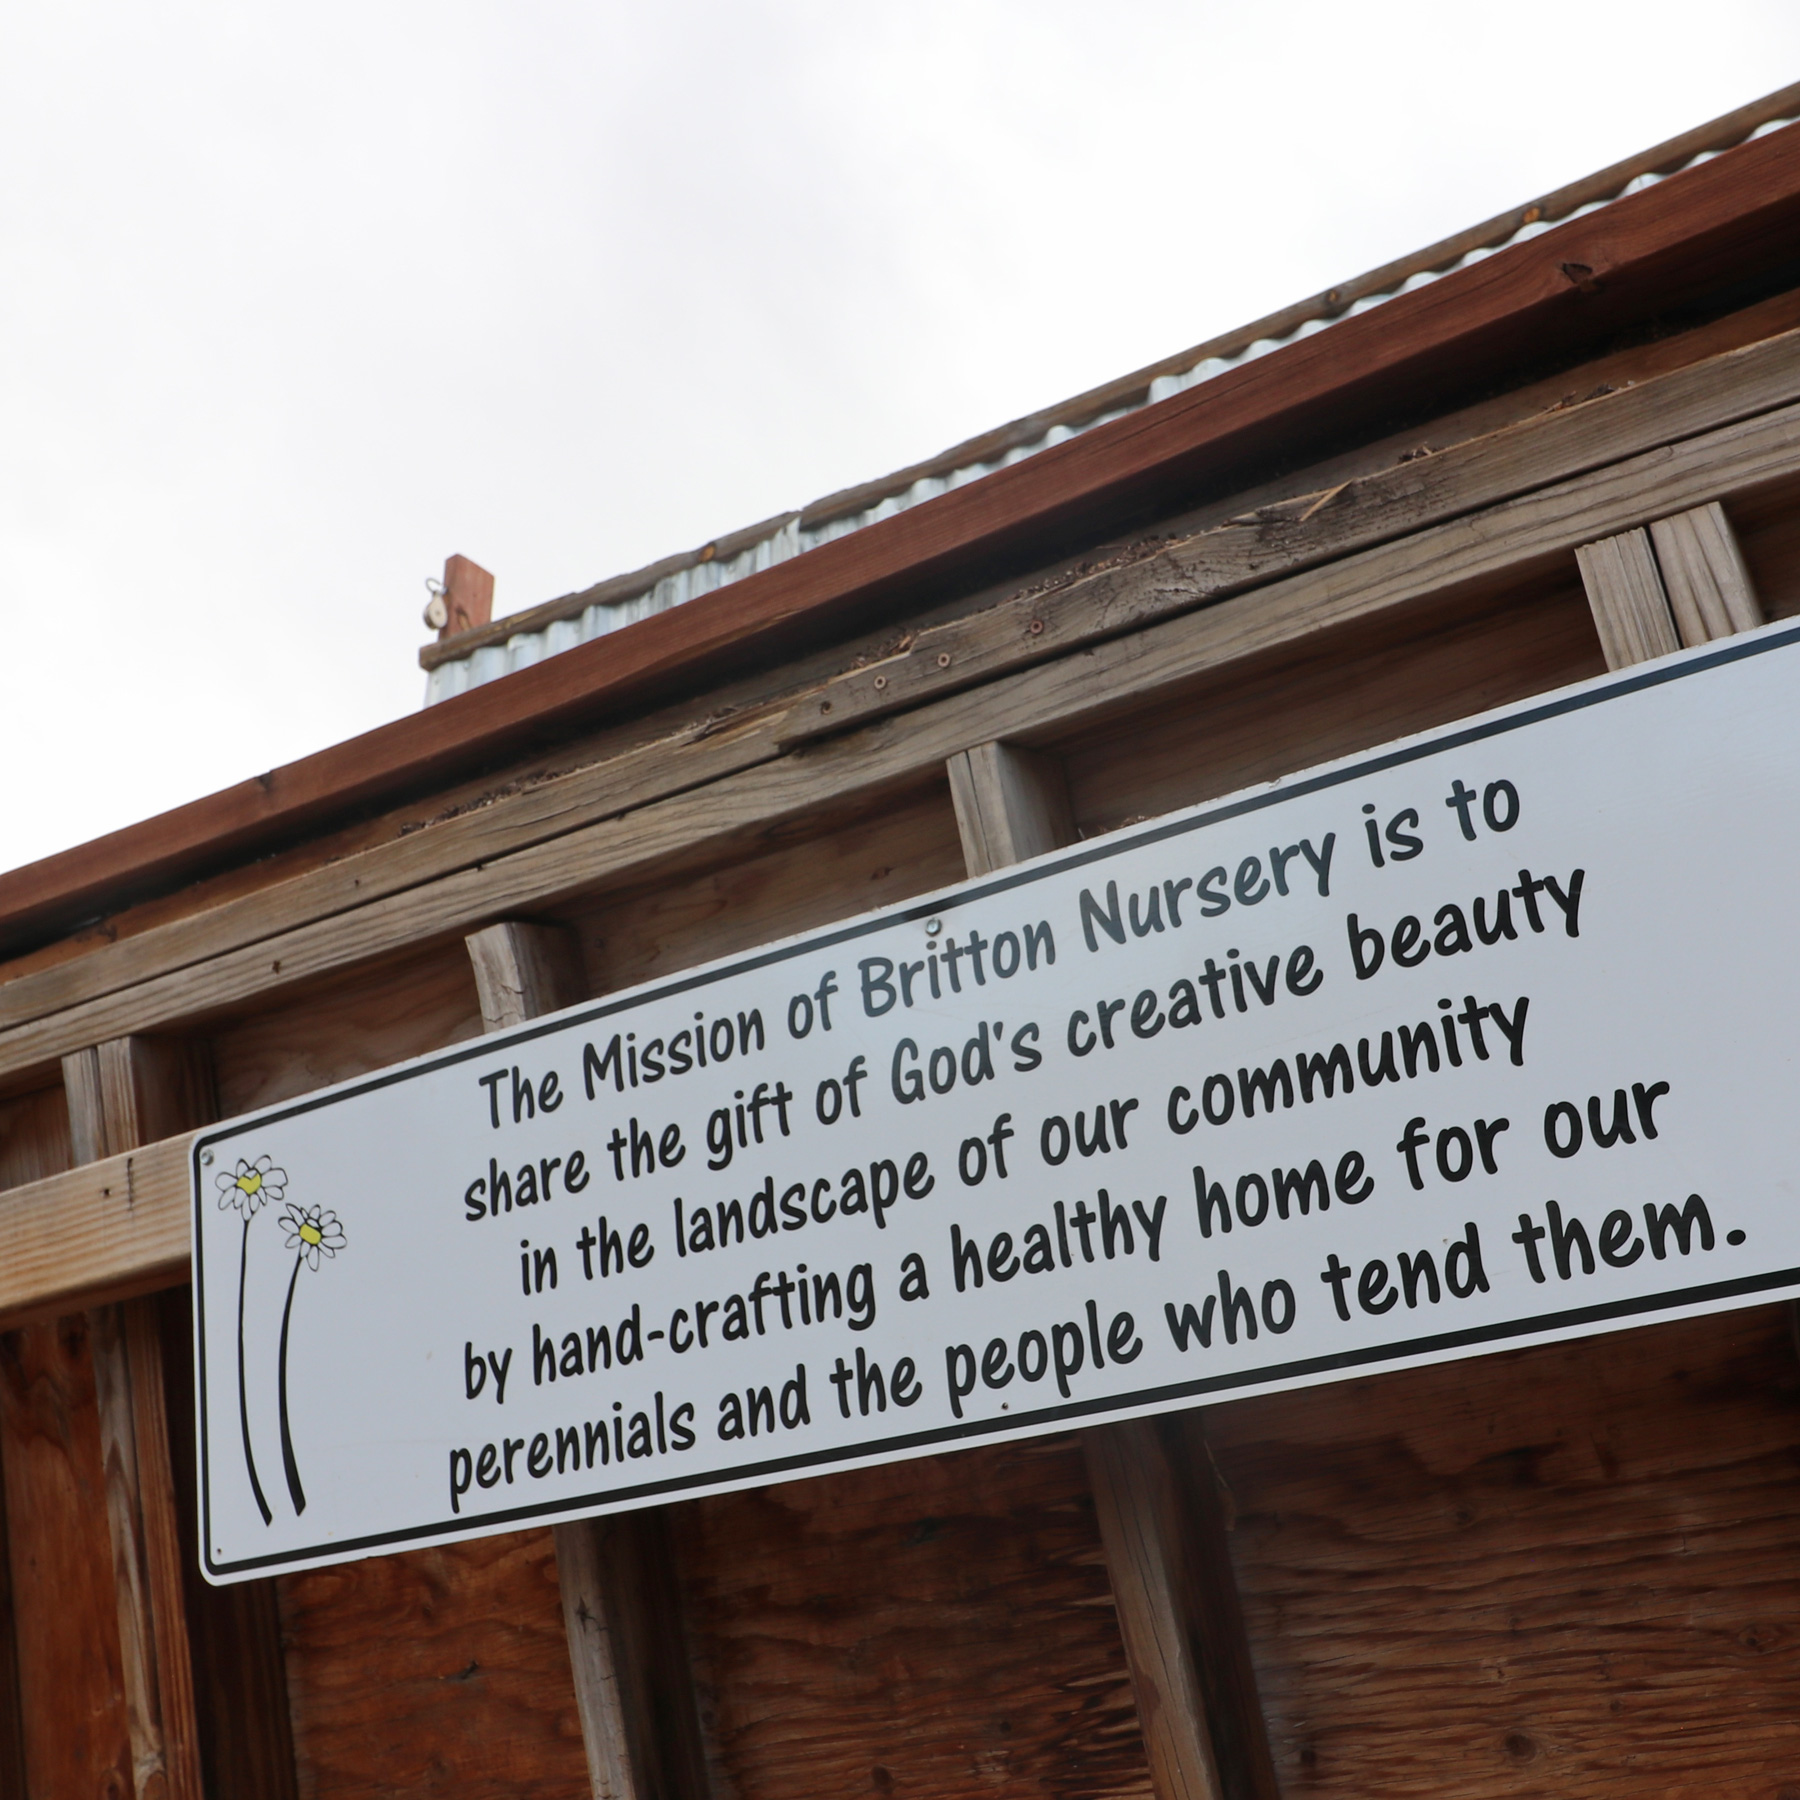 The Mission of Britton Nursery is to
share the gift of God's creative beauty
in the landscape of our community
by hand-crafting a healthy home for our
perennials and the people who tend them.